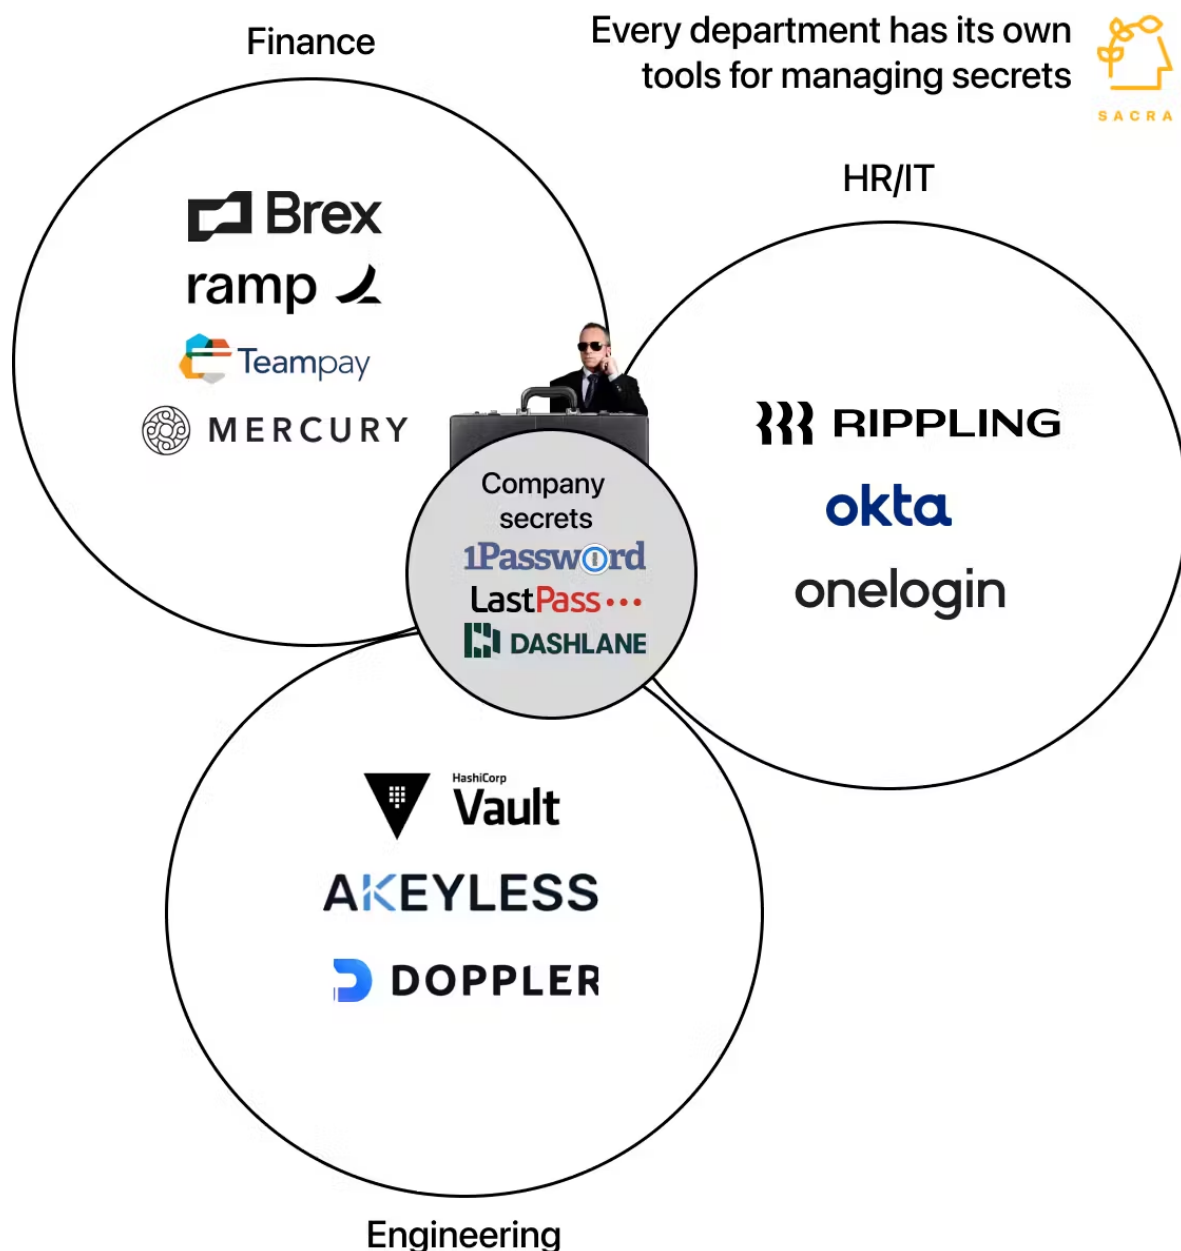 Finance
Every department has its own
tools for managing secrets
SACRA
HR/IT
Brex
ramp
Teampay
MERCURY
RIPPLING
okta
onelogin
Company
secrets
1Password
LastPass•••
DASHLANE
HashiCorp
Vault
AKEYLESS
DOPPLER
Engineering